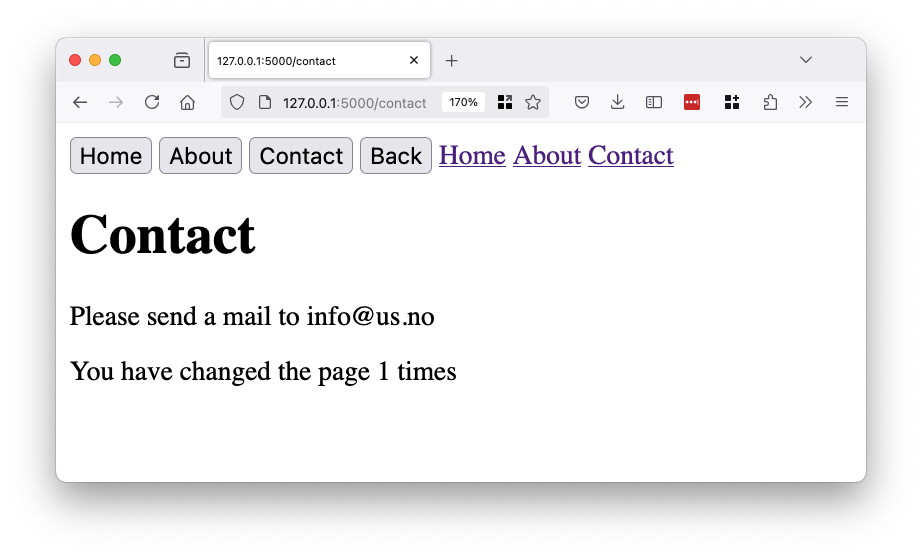 127.0.0.1:5000/contact
127.0.0.1:5000/contact 170%
Home About Contact Back Home About Contact
Contact
Please send a mail to info@us.no
You have changed the page 1 times